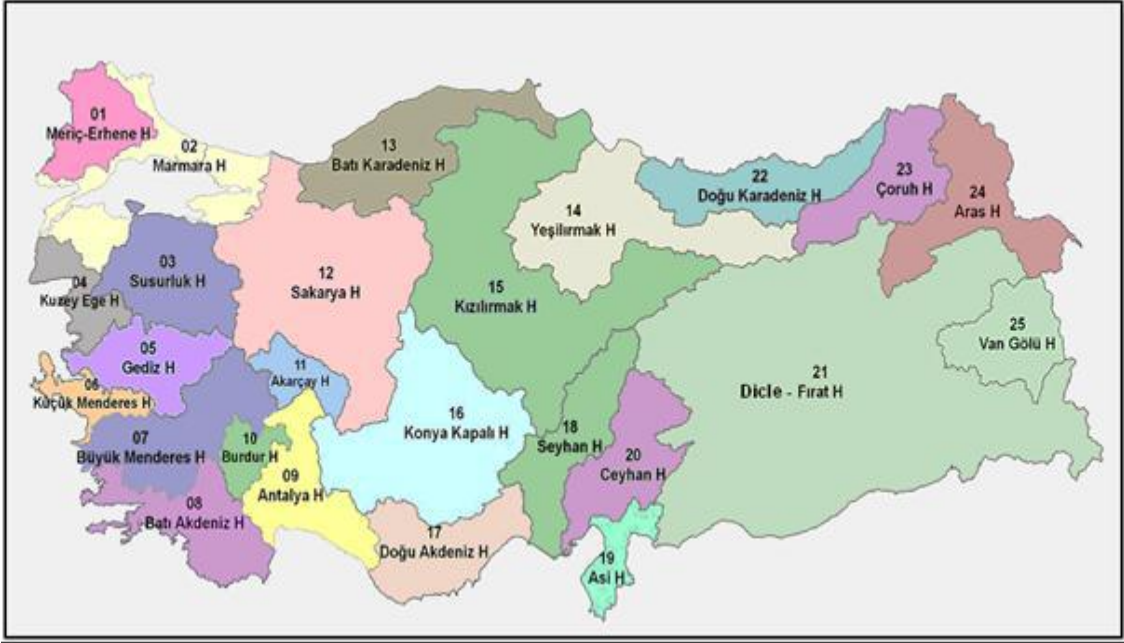 01
Meriç-Erhene H
02
Marmara H
03
Susurluk H
04
Kuzey Ege H
05
Gediz H
06
Küçük Menderes H
07
Büyük Menderes H
08
Batı Akdeniz H
09
Antalya H
10
Burdur H
11
Akarçay H
12
Sakarya H
13
Batı Karadeniz H
14
Yeşilırmak H
15
Kızılırmak H
16
Konya Kapalı H
17
Doğu Akdeniz H
18
Seyhan H
19
Asi H
20
Ceyhan H
21
Dicle - Fırat H
22
Doğu Karadeniz H
23
Çoruh H
24
Aras H
25
Van Gölü H